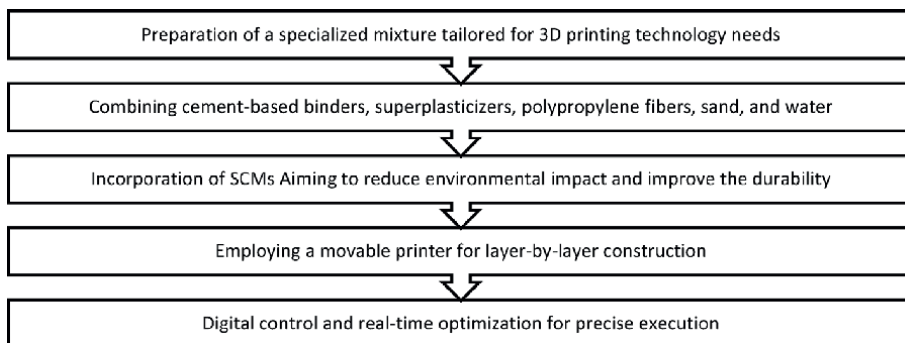 Preparation of a specialized mixture tailored for 3D printing technology needs
Combining cement-based binders, superplasticizers, polypropylene fibers, sand, and water
Incorporation of SCMs Aiming to reduce environmental impact and improve the durability
Employing a movable printer for layer-by-layer construction
Digital control and real-time optimization for precise execution